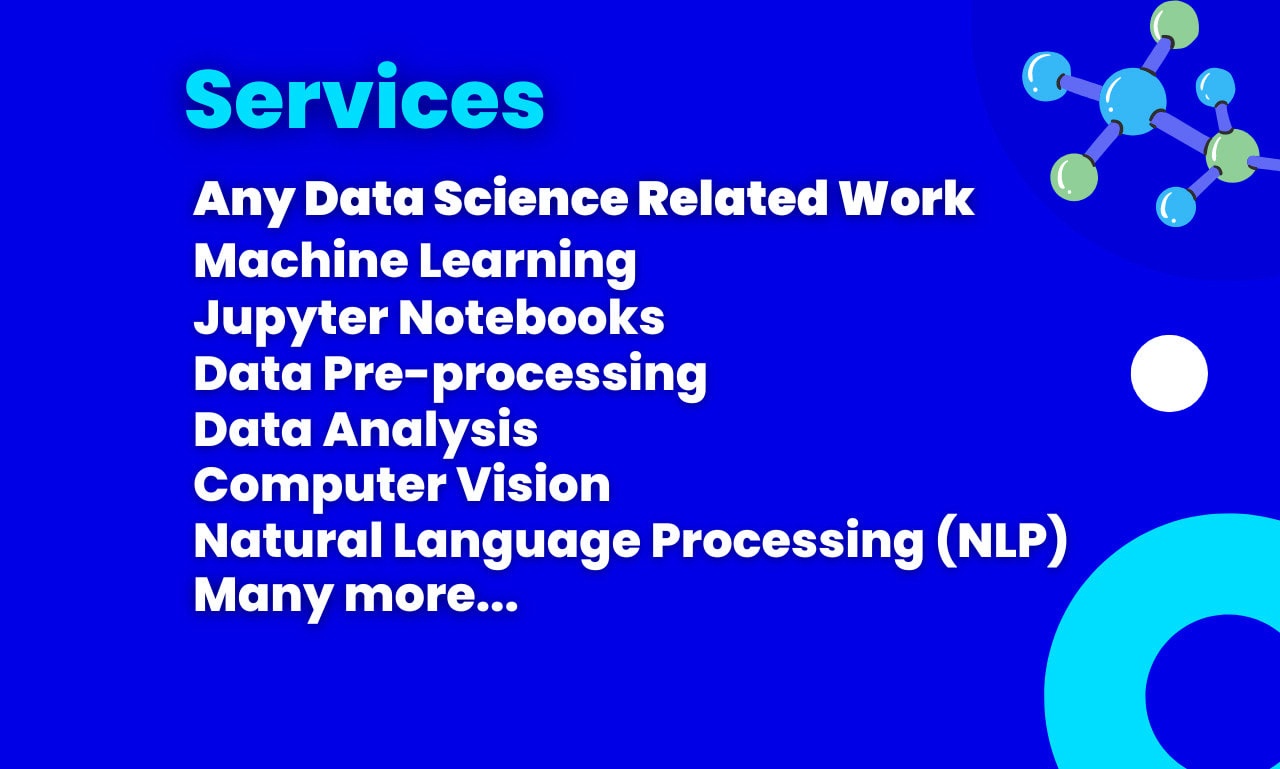 Services
Any Data Science Related Work
Machine Learning
Jupyter Notebooks
Data Pre-processing
Data Analysis
Computer Vision
Natural Language Processing (NLP)
Many more...